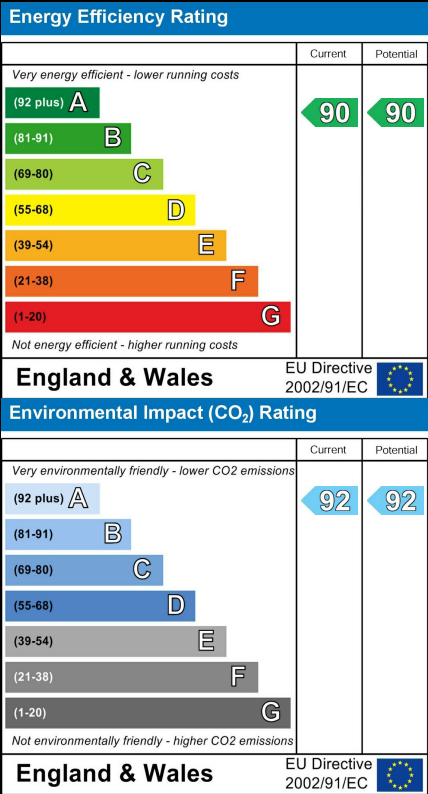 Energy Efficiency Rating
Current Potential
Very energy efficient - lower running costs
(92 plus) A
90 90
(81-91) B
(69-80) C
(55-68) D
(39-54) E
(21-38) F
(1-20) G
Not energy efficient - higher running costs
England & Wales
EU Directive
2002/91/EC
Environmental Impact (CO₂) Rating
Current Potential
Very environmentally friendly - lower CO2 emissions
(92 plus) A
92 92
(81-91) B
(69-80) C
(55-68) D
(39-54) E
(21-38) F
(1-20) G
Not environmentally friendly - higher CO2 emissions
England & Wales
EU Directive
2002/91/EC